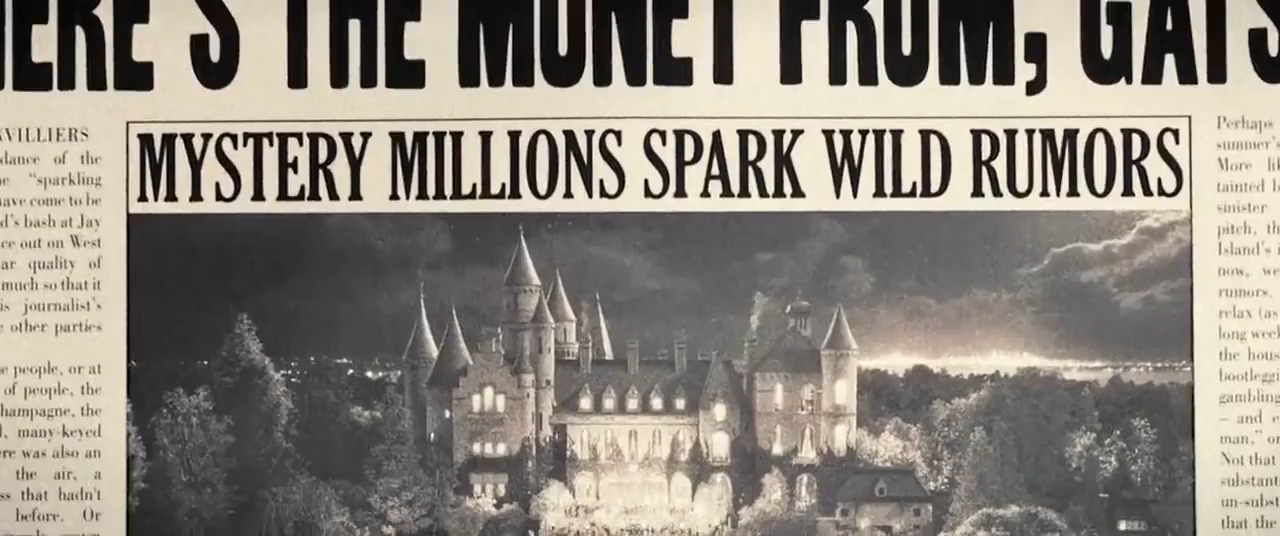 HERE'S THE MONEY FROM, GATS
MYSTERY MILLIONS SPARK WILD RUMORS
VILLIERS
dance of the
"sparkling
have come to be
d's bash at Jay
ce out on West
ar quality of
much so that it
is journalist's
other parties
people, or at
of people, the
hampagne, the
l, many-keyed
ere was also an
the air, a
ss that hadn't
before. Or
Perhaps
summer's
More li
tainted b
sinister
pitch, th
Island's
now, we
rumors.
relax (as
long wee
the hous
bootleggi
gambling
– and
man," or
Not that
substanti
un-subst
that the